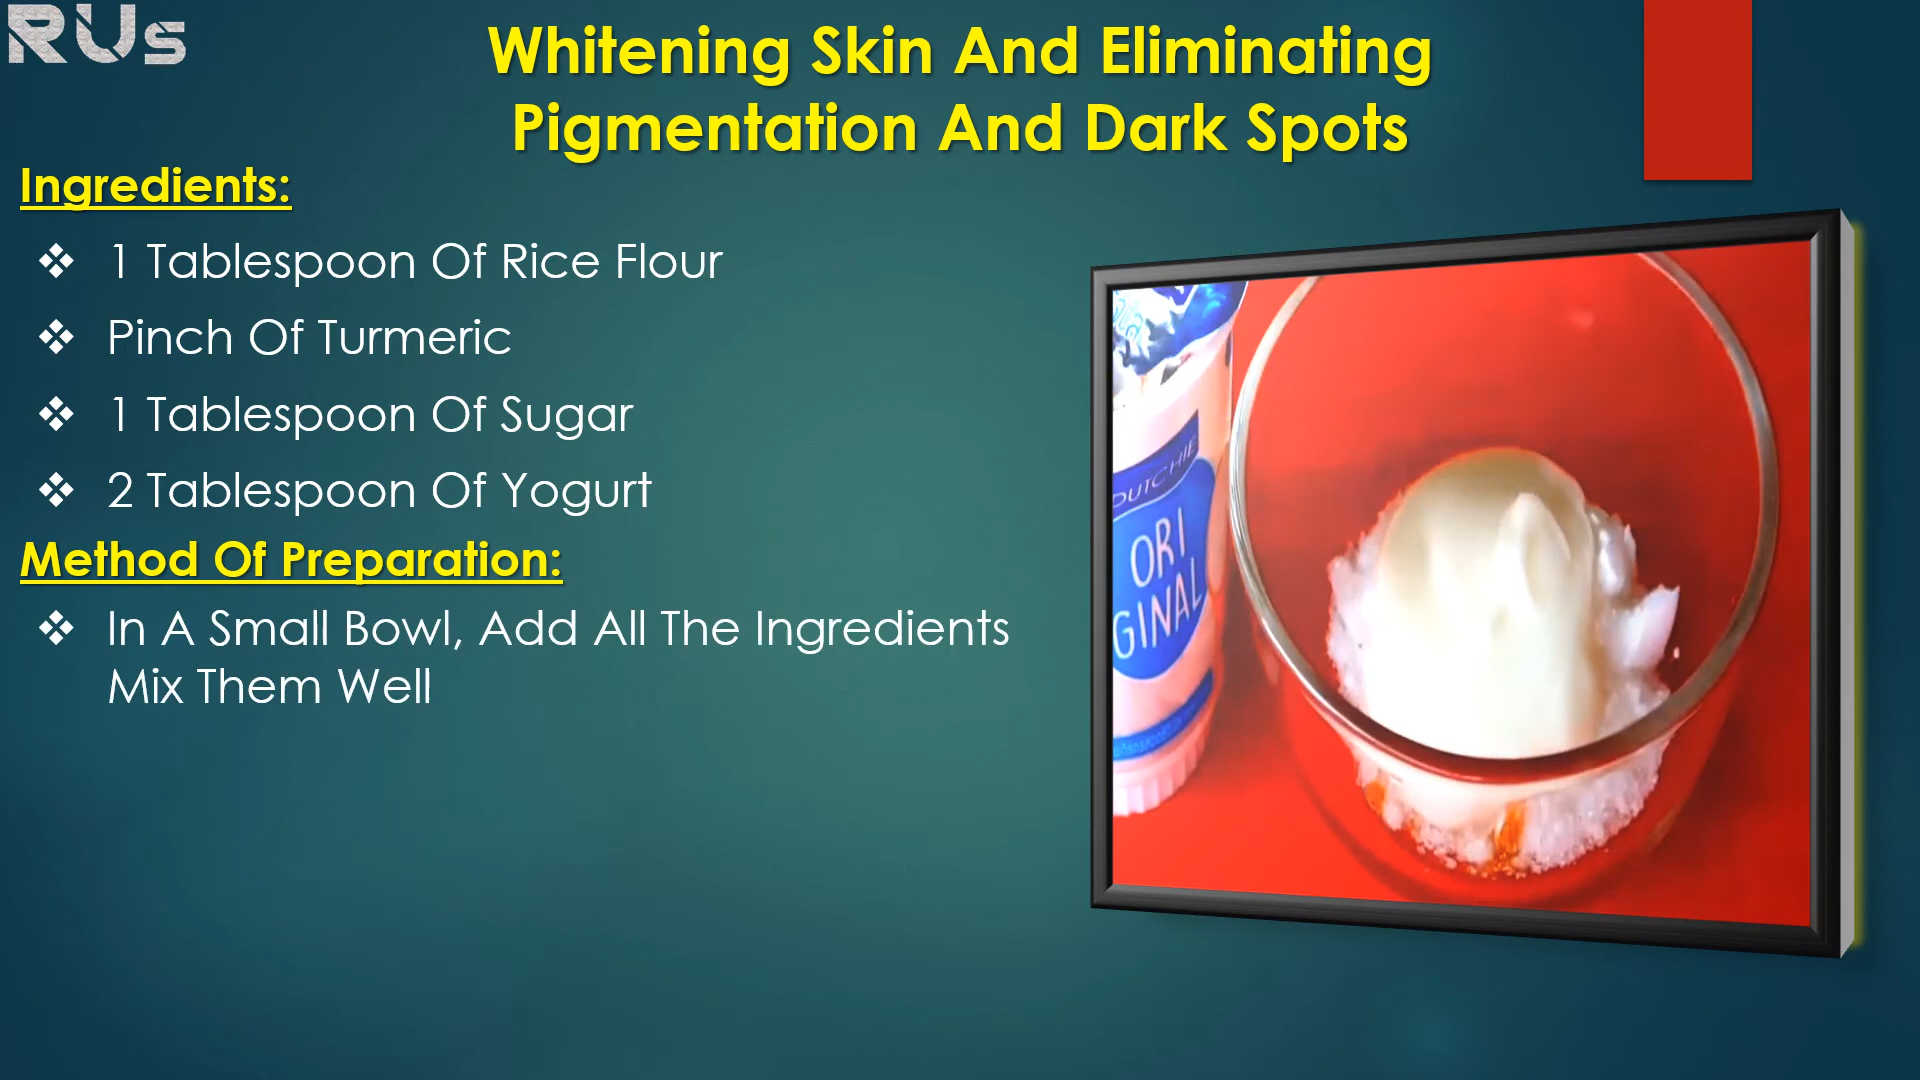 RUs
Whitening Skin And Eliminating
Pigmentation And Dark Spots
Ingredients:
❖ 1 Tablespoon Of Rice Flour
❖ Pinch Of Turmeric
❖ 1 Tablespoon Of Sugar
❖ 2 Tablespoon Of Yogurt
Method Of Preparation:
❖ In A Small Bowl, Add All The Ingredients
Mix Them Well
DUTCHIE
ORI
GINAL